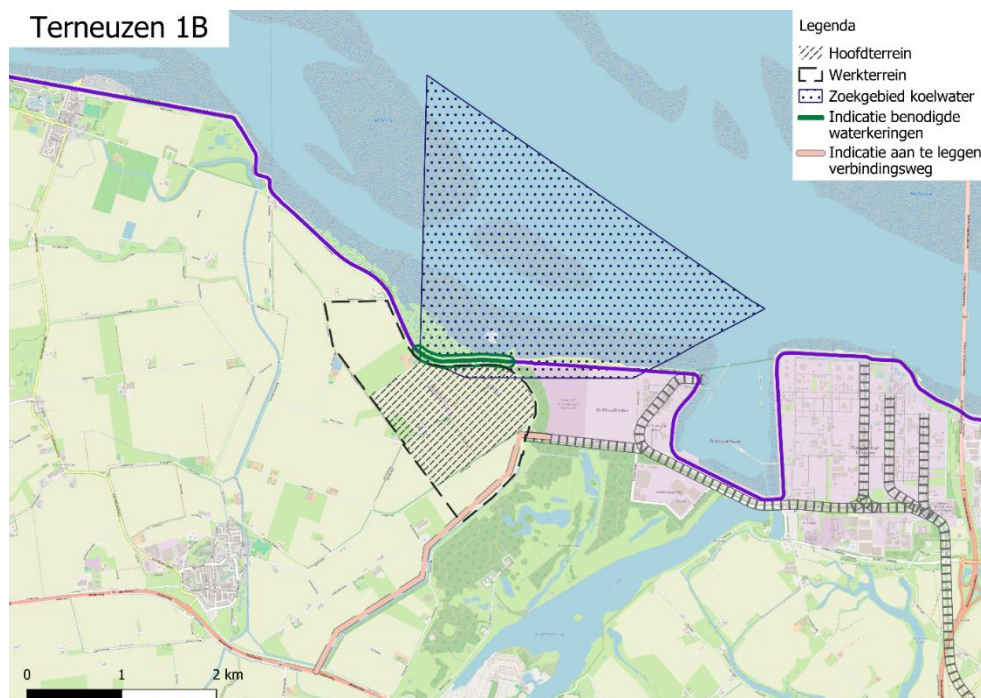 Terneuzen 1B
Legenda
Hoofdterrein
Werkterrein
Zoekgebied koelwater
Indicatie benodigde
waterkeringen
Indicatie aan te leggen
verbindingsweg
0 1 2 km